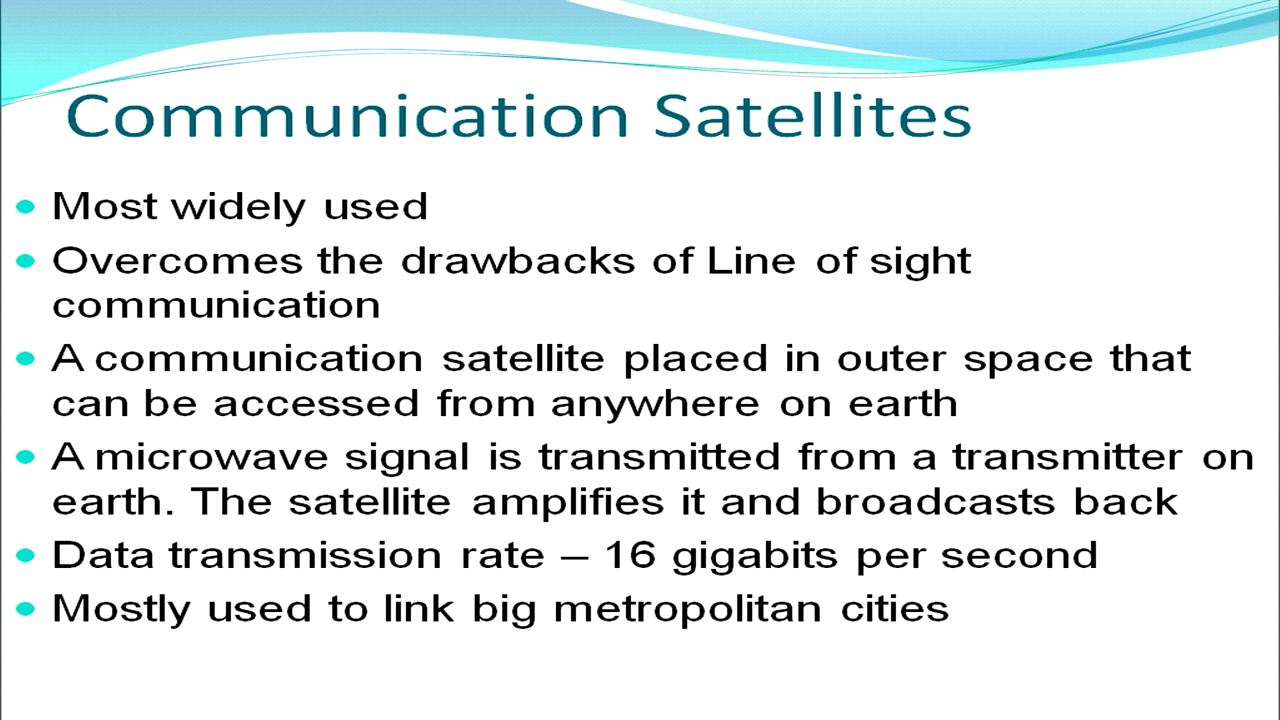 Communication Satellites
• Most widely used
• Overcomes the drawbacks of Line of sight
communication
• A communication satellite placed in outer space that
can be accessed from anywhere on earth
• A microwave signal is transmitted from a transmitter on
earth. The satellite amplifies it and broadcasts back
• Data transmission rate – 16 gigabits per second
• Mostly used to link big metropolitan cities